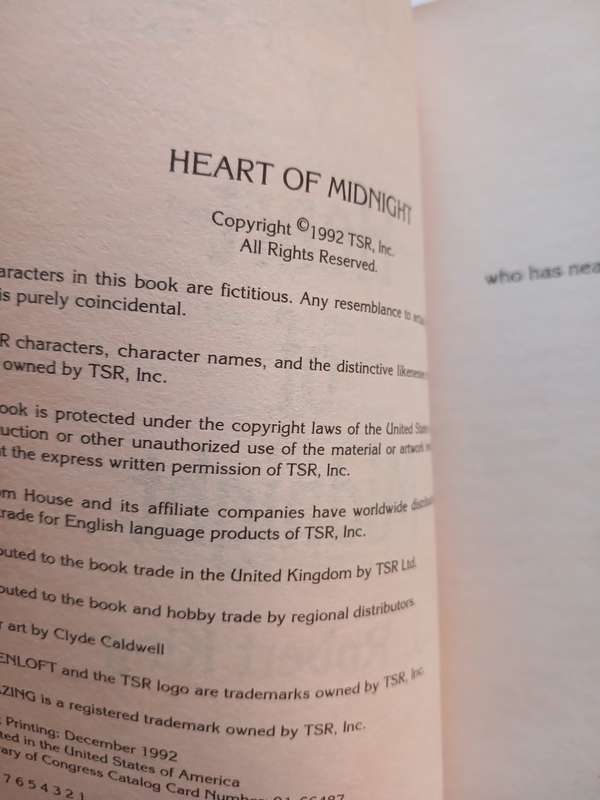 HEART OF MIDNIGHT
Copyright ©1992 TSR, Inc.
All Rights Reserved.
aracters in this book are fictitious. Any resemblance to
is purely coincidental.
R characters, character names, and the distinctive likenesses
owned by TSR, Inc.
ook is protected under the copyright laws of the United States
uction or other unauthorized use of the material or artwork
t the express written permission of TSR, Inc.
om House and its affiliate companies have worldwide
rade for English language products of TSR, Inc.
buted to the book trade in the United Kingdom by TSR Ltd.
buted to the book and hobby trade by regional distributors.
r art by Clyde Caldwell
ENLOFT and the TSR logo are trademarks owned by TSR, Inc.
ZING is a registered trademark owned by TSR, Inc.
Printing: December 1992
ted in the United States of America
ary of Congress Catalog Card Number:
7 6 5 4 3 2 1
who has nea